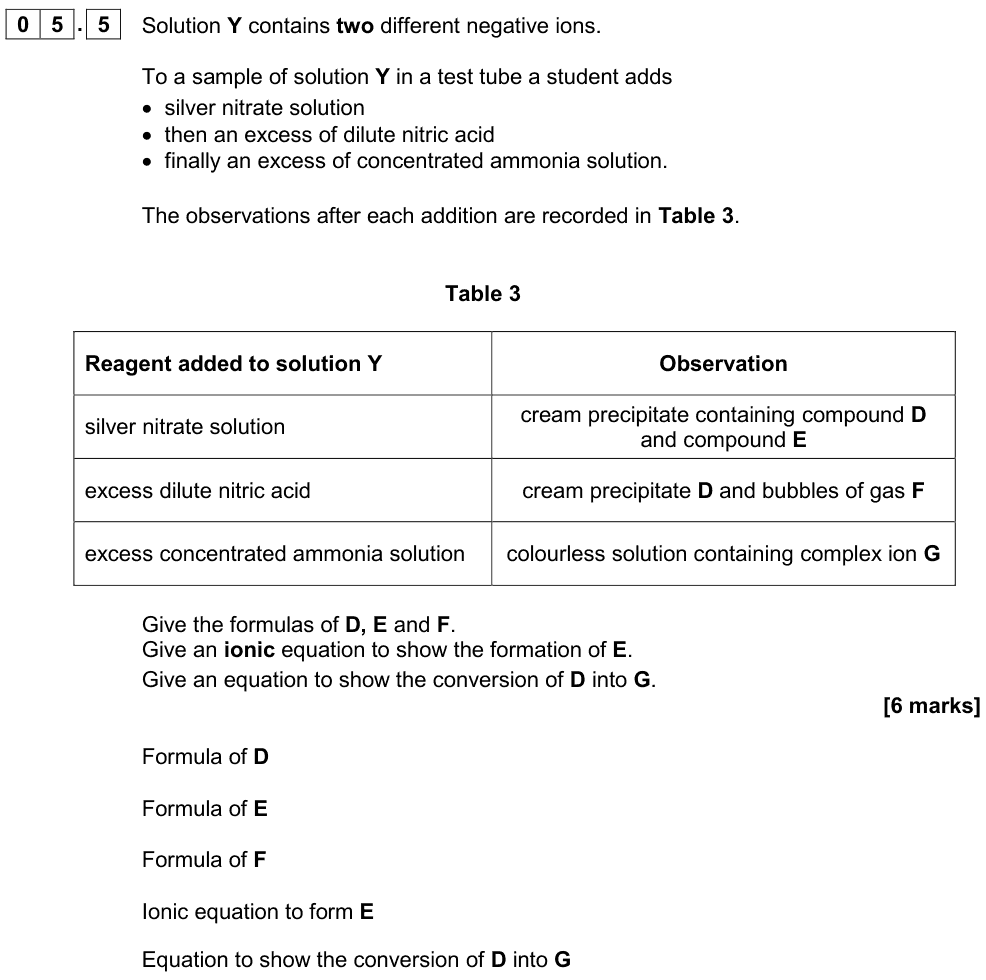 0 5 . 5 Solution Y contains two different negative ions.
To a sample of solution Y in a test tube a student adds
• silver nitrate solution
• then an excess of dilute nitric acid
• finally an excess of concentrated ammonia solution.
The observations after each addition are recorded in Table 3.
Table 3
Reagent added to solution Y Observation
silver nitrate solution cream precipitate containing compound D
and compound E
excess dilute nitric acid cream precipitate D and bubbles of gas F
excess concentrated ammonia solution colourless solution containing complex ion G
Give the formulas of D, E and F.
Give an ionic equation to show the formation of E.
Give an equation to show the conversion of D into G.
[6 marks]
Formula of D
Formula of E
Formula of F
Ionic equation to form E
Equation to show the conversion of D into G